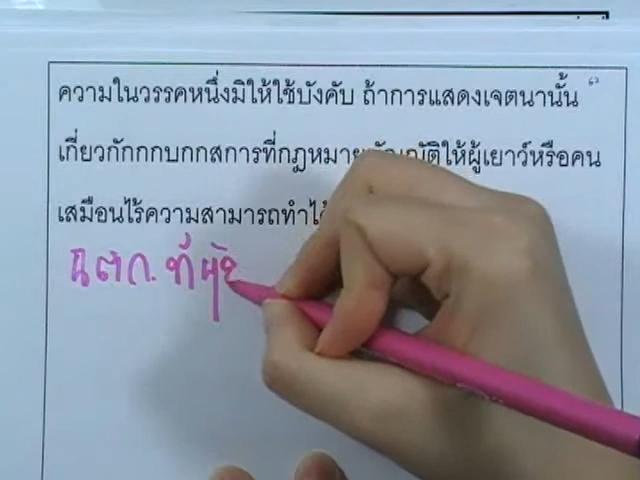 ความในวรรคหนึ่งมิให้ใช้บังคับ ถ้าการแสดงเจตนานั้น
เกี่ยวกักกกบกกสการที่กฎหมายบัญญัติให้ผู้เยาว์หรือคน
เสมือนไร้ความสามารถทำได้
ที่